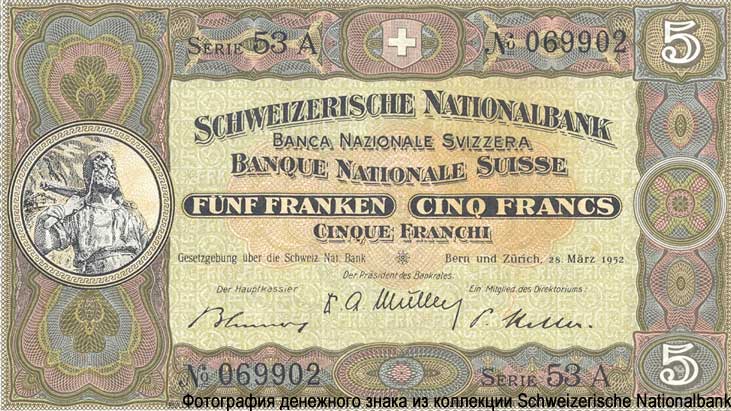 SERIE 53 A
№ 069902
5
SCHWEIZERISCHE NATIONALBANK
BANCA NAZIONALE SVIZZERA
BANQUE NATIONALE SUISSE
FÜNF FRANKEN CINQ FRANCS
CINQUE FRANCHI
Gesetzgebung über die Schweiz. Nat. Bank
Bern und Zürich, 28. März 1952
Der Präsident des Bankrates.
Der Hauptkassier
Ein Mitglied des Direktoriums:
№ 069902
SERIE 53 A
5
Фотография денежного знака из коллекции Schweizerische Nationalbank